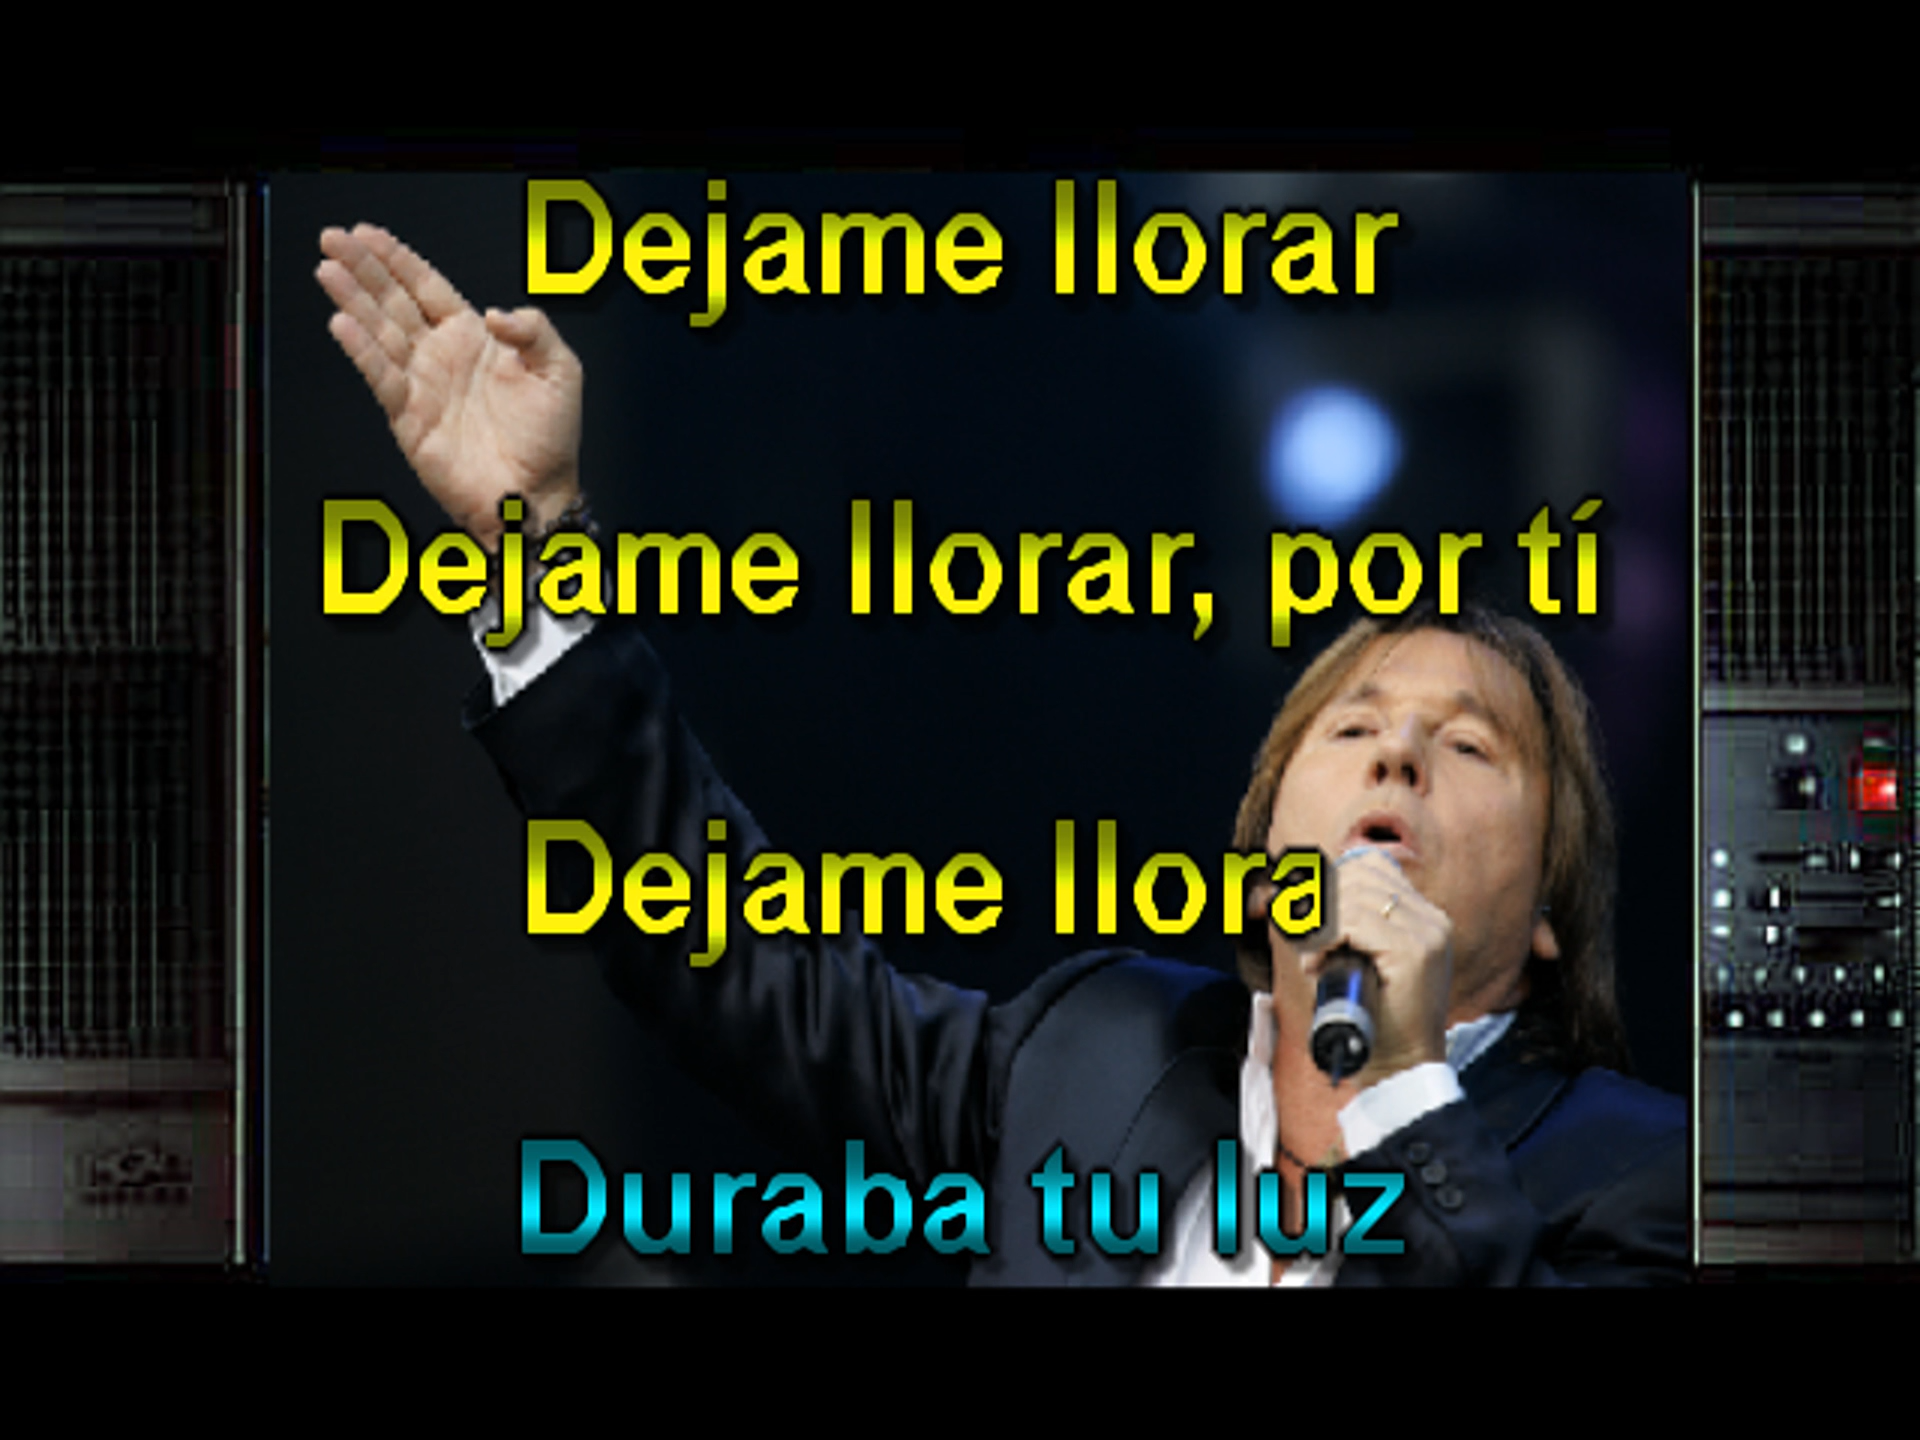 Dejame llorar
Dejame llorar, por tí
Dejame llora
Duraba tu luz